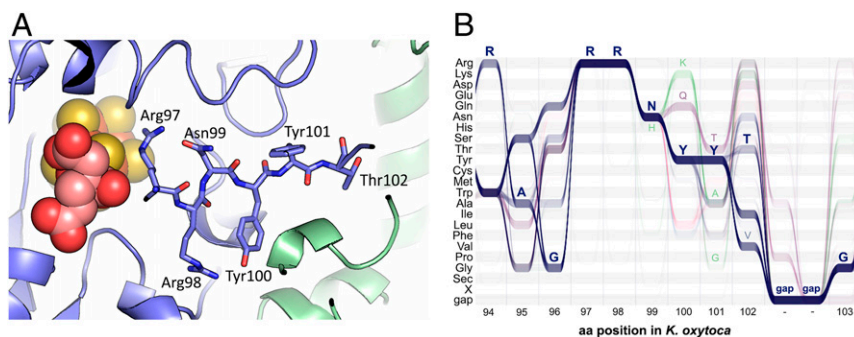 A
Arg97
Asn99
Tyr101
Thr102
Arg98
Tyr100
B
R R R
Arg
Lys K
Asp
Glu Q
Gln
Asn N
His H
Ser
Thr T
Tyr Y Y T
Cys
Met
Trp
Ala A A
Ile
Leu
Phe V
Val
Pro
Gly G G G
Sec
X
gap gap gap
94 95 96 97 98 99 100 101 102 - - 103
aa position in K. oxytoca